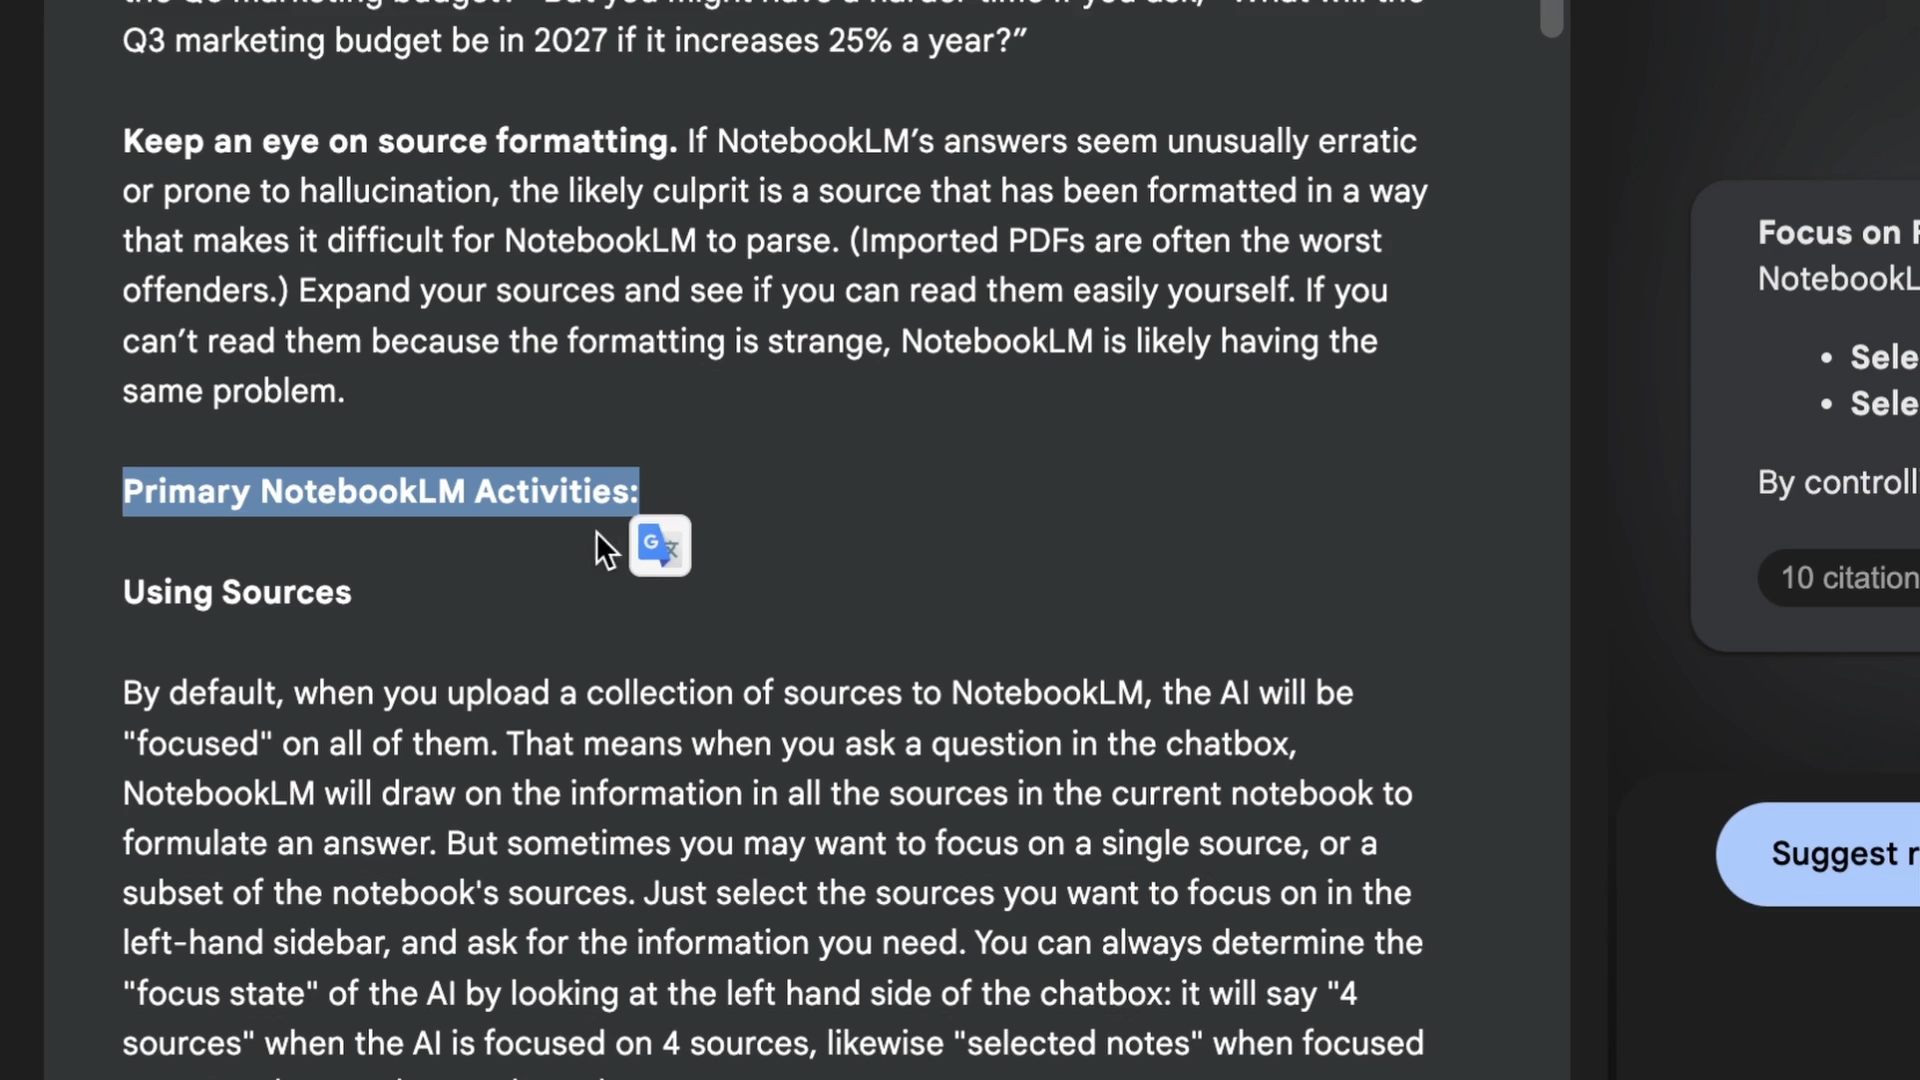 Q3 marketing budget be in 2027 if it increases 25% a year?”
Keep an eye on source formatting. If NotebookLM’s answers seem unusually erratic
or prone to hallucination, the likely culprit is a source that has been formatted in a way
that makes it difficult for NotebookLM to parse. (Imported PDFs are often the worst
offenders.) Expand your sources and see if you can read them easily yourself. If you
can’t read them because the formatting is strange, NotebookLM is likely having the
same problem.
Primary NotebookLM Activities:
Using Sources
By default, when you upload a collection of sources to NotebookLM, the AI will be
"focused" on all of them. That means when you ask a question in the chatbox,
NotebookLM will draw on the information in all the sources in the current notebook to
formulate an answer. But sometimes you may want to focus on a single source, or a
subset of the notebook's sources. Just select the sources you want to focus on in the
left-hand sidebar, and ask for the information you need. You can always determine the
"focus state" of the AI by looking at the left hand side of the chatbox: it will say "4
sources" when the AI is focused on 4 sources, likewise "selected notes" when focused
Focus on
NotebookL
• Sele
• Sele
By controll
10 citation
Suggest r